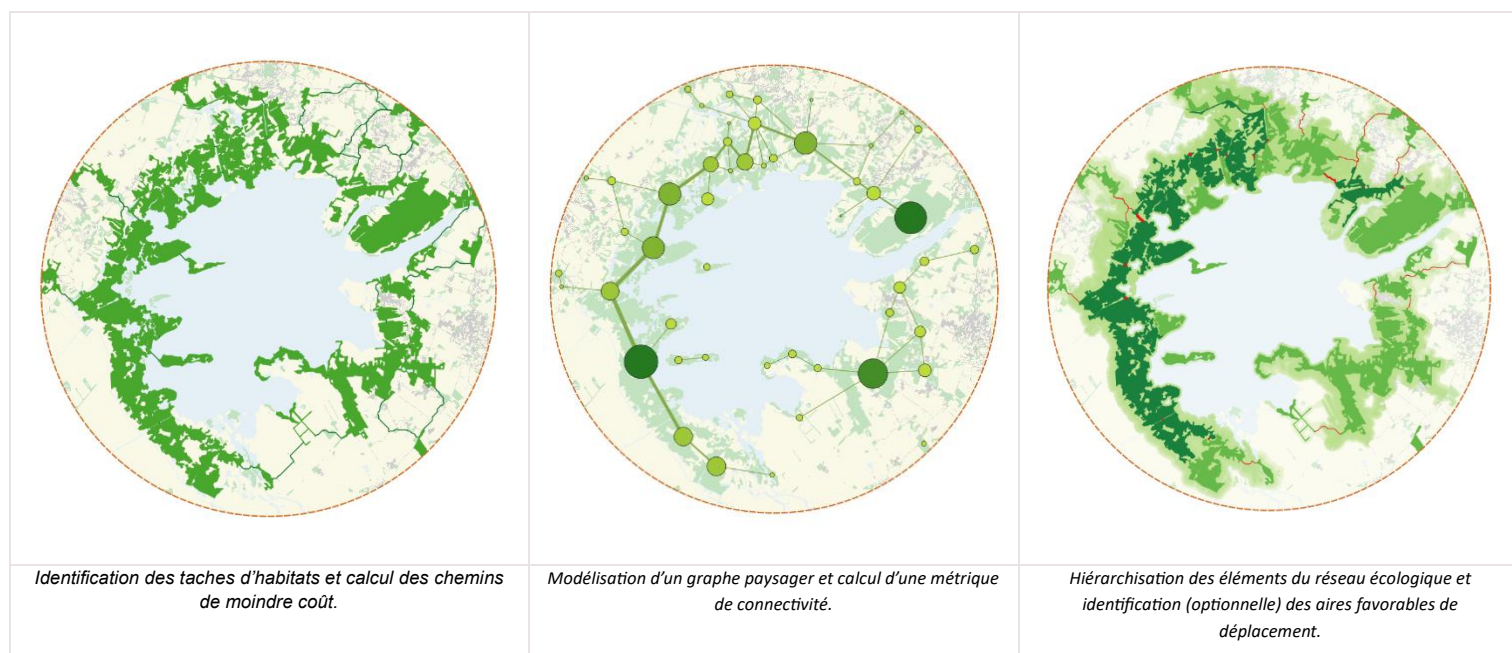 Identification des taches d’habitats et calcul des chemins
de moindre coût.
Modélisation d’un graphe paysager et calcul d’une métrique
de connectivité.
Hiérarchisation des éléments du réseau écologique et
identification (optionnelle) des aires favorables de
déplacement.